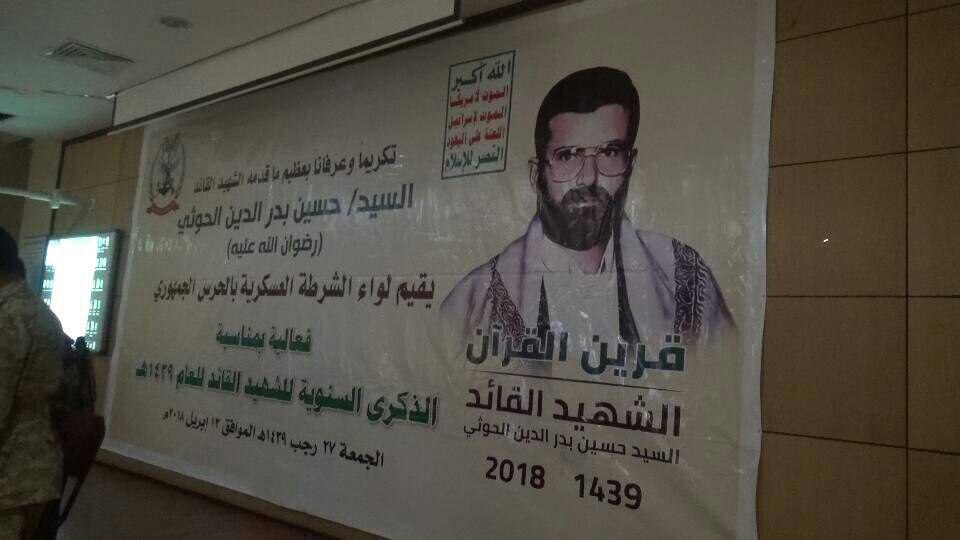 الله أكبر
الموت لأمريكا
الموت لإسرائيل
اللعنة على اليهود
النصر للإسلام
تكريماً وعرفاناً بعظيم ما قدمه الشهيد القائد
السيد/ حسين بدر الدين الحوثي
(رضوان الله عليه)
يقيم لواء الشرطة العسكرية بالحرس الجمهوري
فعالية بمناسبة
الذكرى السنوية للشهيد القائد للعام ١٤٣٩هـ
الجمعة ٢٧ رجب ١٤٣٩هـ الموافق ١٣ ابريل ٢٠١٨م
قرين القرآن
الشهيد القائد
السيد حسين بدر الدين الحوثي
2018 1439